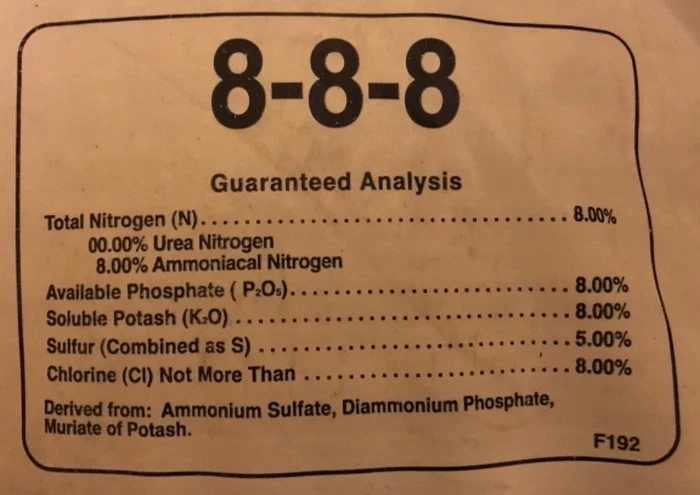 8-8-8
Guaranteed Analysis
Total Nitrogen (N)................................... 8.00%
00.00% Urea Nitrogen
8.00% Ammoniacal Nitrogen
Available Phosphate ( P₂O₅)........................... 8.00%
Soluble Potash (K₂O) ................................ 8.00%
Sulfur (Combined as S) .............................. 5.00%
Chlorine (Cl) Not More Than ......................... 8.00%
Derived from: Ammonium Sulfate, Diammonium Phosphate,
Muriate of Potash.
F192